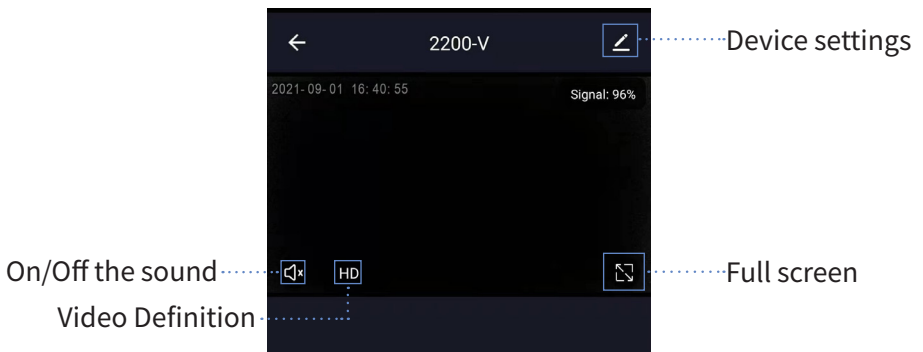 2200-V
Device settings
2021-09-01 16:40:55
Signal: 96%
On/Off the sound
HD
Full screen
Video Definition